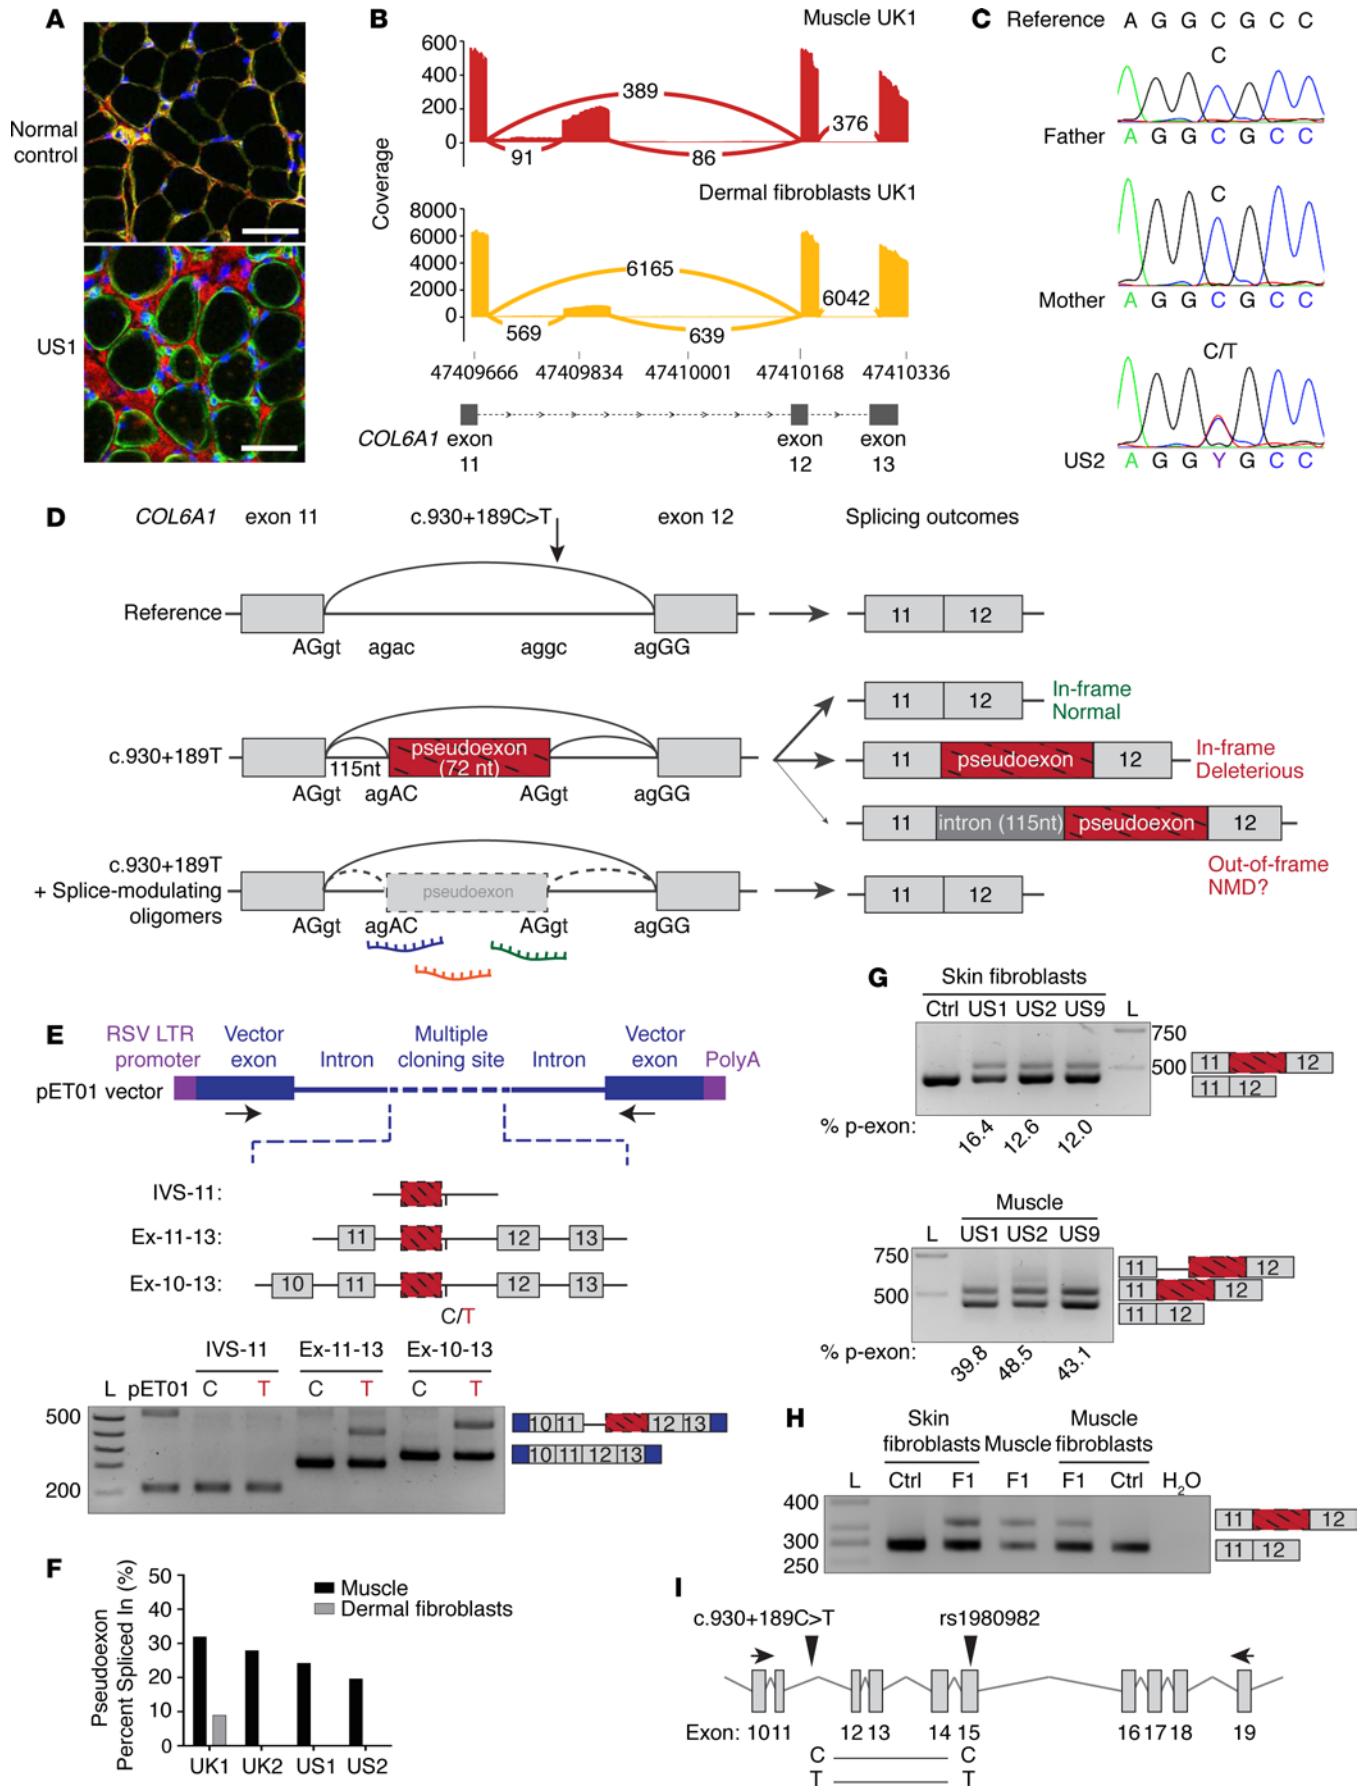 A
Normal
control
US1
B
Muscle UK1
600
400
200
0
389
91
86
376
Coverage
Dermal fibroblasts UK1
8000
6000
4000
2000
0
6165
569
639
6042
47409666
47409834
47410001
47410168
47410336
COL6A1 exon 11
exon 12
exon 13
C
Reference A G G C G C C
C
Father A G G C G C C
C
Mother A G G C G C C
C/T
US2 A G G Y G C C
D
COL6A1 exon 11 c.930+189C>T exon 12 Splicing outcomes
Reference
AGgt agac aggc agGG
11 12
c.930+189T
115nt
pseudoexon
(72 nt)
AGgt agAC AGgt agGG
11 12
In-frame
Normal
11 pseudoexon 12
In-frame
Deleterious
11 intron (115nt) pseudoexon 12
Out-of-frame
NMD?
c.930+189T
+ Splice-modulating
oligomers
pseudoexon
AGgt agAC AGgt agGG
11 12
E
RSV LTR
promoter
Vector
exon
Intron
Multiple
cloning site
Intron
Vector
exon
PolyA
pET01 vector
IVS-11:
Ex-11-13: 11 12 13
Ex-10-13: 10 11 12 13
C/T
IVS-11 Ex-11-13 Ex-10-13
L pET01 C T C T C T
500
200
10 11 12 13
10 11 12 13
F
Pseudoexon
Percent Spliced In (%)
50
40
30
20
10
0
Muscle
Dermal fibroblasts
UK1 UK2 US1 US2
G
Skin fibroblasts
Ctrl US1 US2 US9 L
750
500
11 12
11 12
% p-exon: 16.4 12.6 12.0
Muscle
L US1 US2 US9
750
500
11 12
11 12
11 12
% p-exon: 39.8 48.5 43.1
H
Skin
fibroblasts
Muscle
Muscle
fibroblasts
L Ctrl F1 F1 F1 Ctrl H2O
400
300
250
11 12
11 12
I
c.930+189C>T rs1980982
Exon: 10 11 12 13 14 15 16 17 18 19
C C
T T